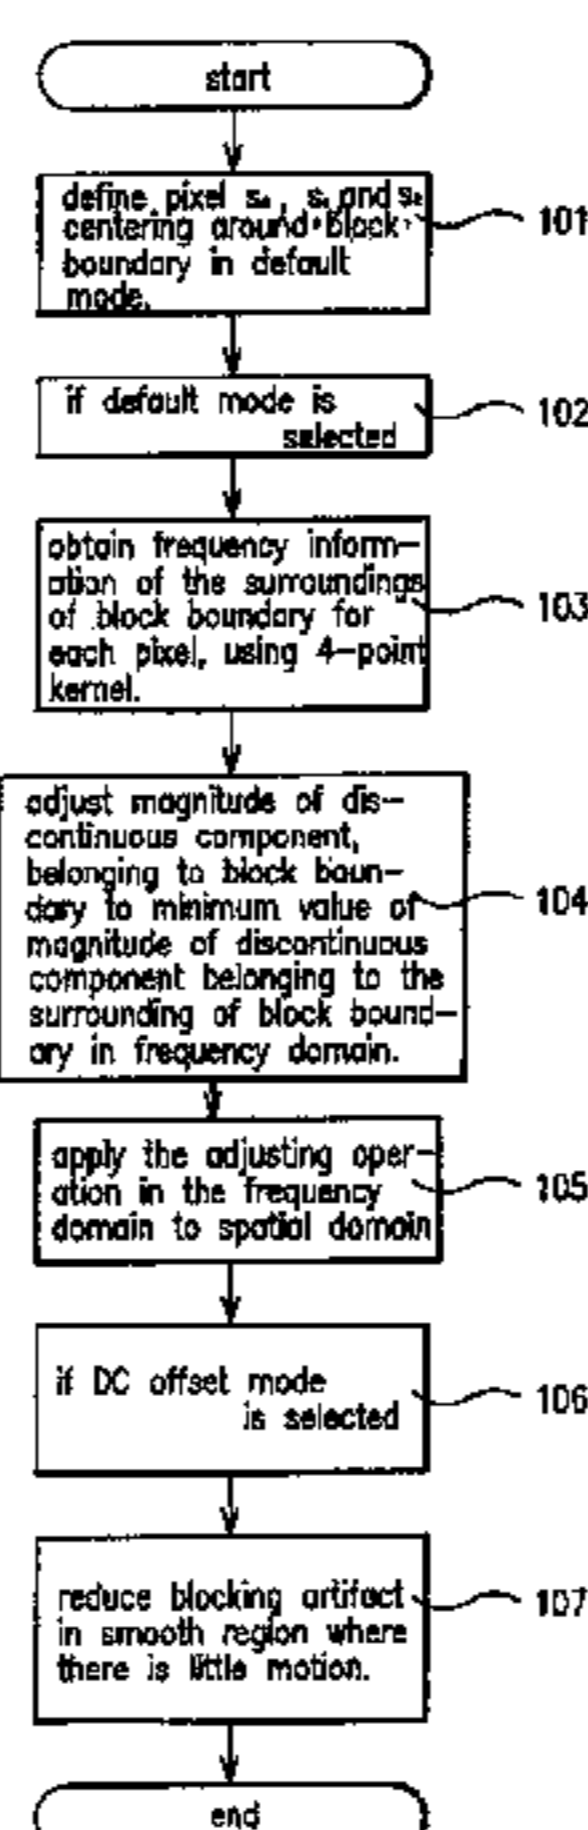 start
define pixel s₀, s₁ and s₂
centering around block
boundary in default
mode.
101
if default mode is
selected
102
obtain frequency inform-
ation of the surroundings
of block boundary for
each pixel, using 4-point
kernel.
103
adjust magnitude of dis-
continuous component,
belonging to block boun-
dary to minimum value of
magnitude of discontinuous
component belonging to the
surrounding of block bound-
ary in frequency domain.
104
apply the adjusting oper-
ation in the frequency
domain to spatial domain
105
if DC offset mode
is selected
106
reduce blocking artifact
in smooth region where
there is little motion.
107
end